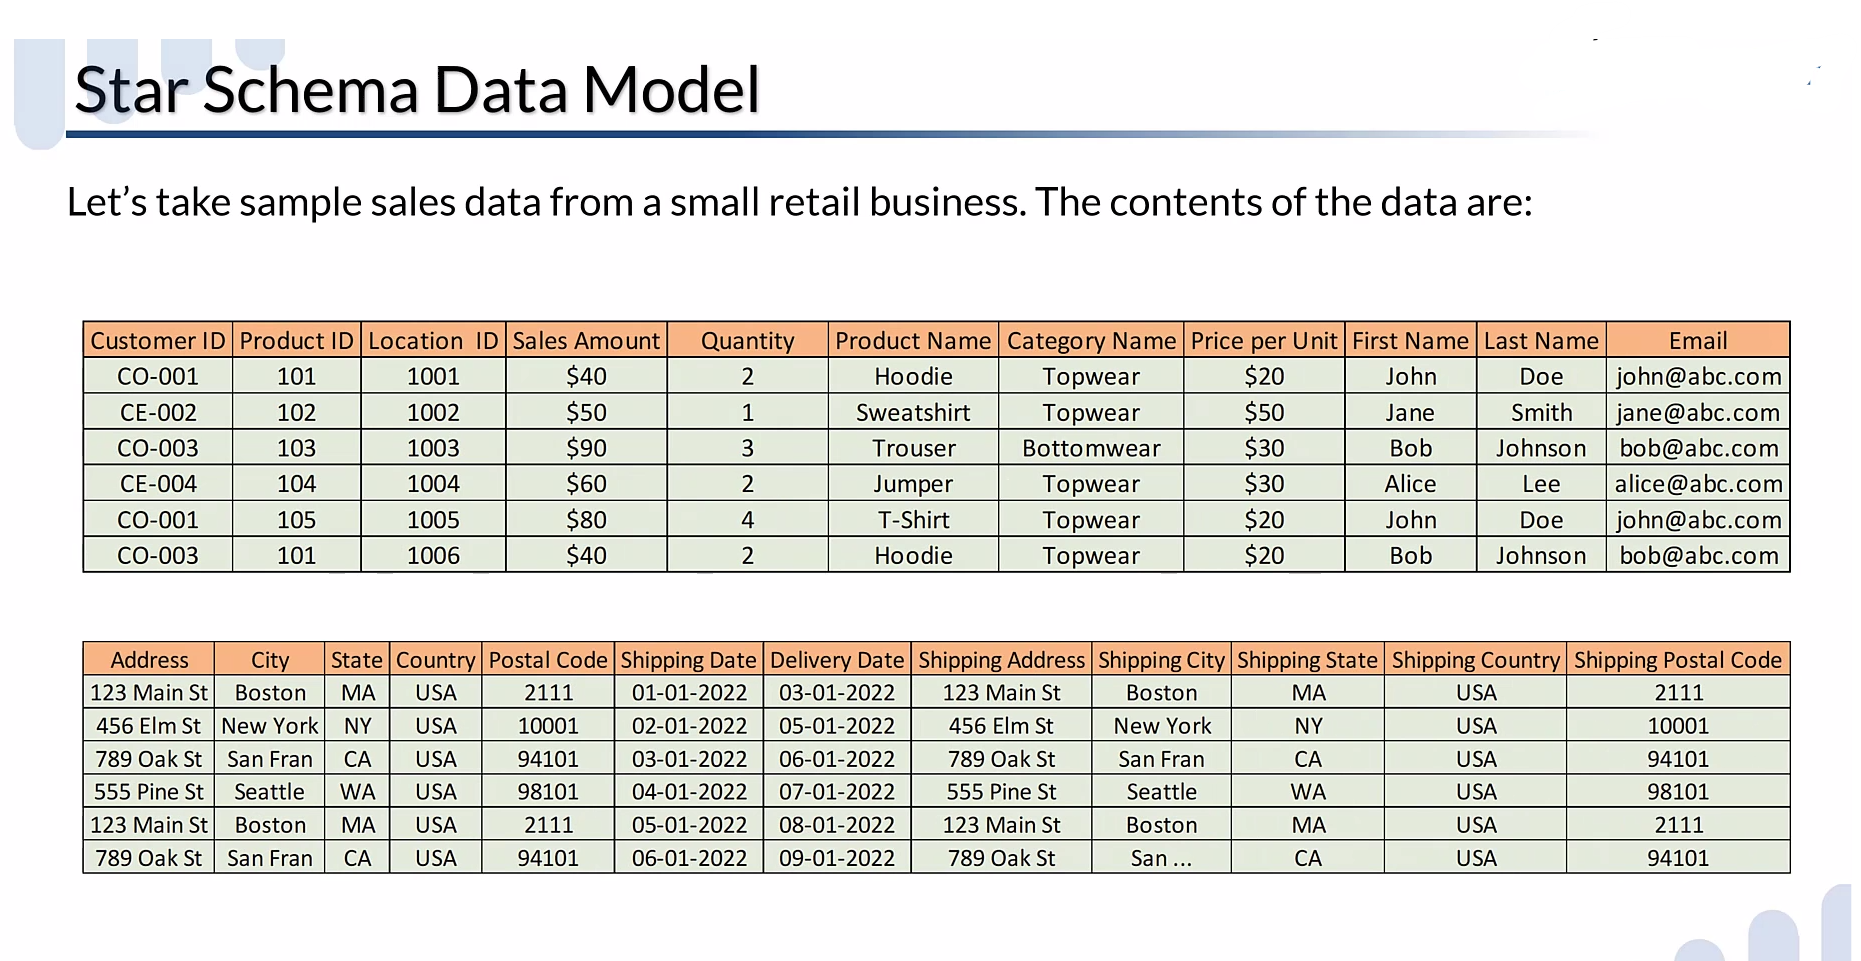 Star Schema Data Model
Let’s take sample sales data from a small retail business. The contents of the data are:
Customer ID Product ID Location ID Sales Amount Quantity Product Name Category Name Price per Unit First Name Last Name Email
CO-001 101 1001 $40 2 Hoodie Topwear $20 John Doe john@abc.com
CE-002 102 1002 $50 1 Sweatshirt Topwear $50 Jane Smith jane@abc.com
CO-003 103 1003 $90 3 Trouser Bottomwear $30 Bob Johnson bob@abc.com
CE-004 104 1004 $60 2 Jumper Topwear $30 Alice Lee alice@abc.com
CO-001 105 1005 $80 4 T-Shirt Topwear $20 John Doe john@abc.com
CO-003 101 1006 $40 2 Hoodie Topwear $20 Bob Johnson bob@abc.com
Address City State Country Postal Code Shipping Date Delivery Date Shipping Address Shipping City Shipping State Shipping Country Shipping Postal Code
123 Main St Boston MA USA 2111 01-01-2022 03-01-2022 123 Main St Boston MA USA 2111
456 Elm St New York NY USA 10001 02-01-2022 05-01-2022 456 Elm St New York NY USA 10001
789 Oak St San Fran CA USA 94101 03-01-2022 06-01-2022 789 Oak St San Fran CA USA 94101
555 Pine St Seattle WA USA 98101 04-01-2022 07-01-2022 555 Pine St Seattle WA USA 98101
123 Main St Boston MA USA 2111 05-01-2022 08-01-2022 123 Main St Boston MA USA 2111
789 Oak St San Fran CA USA 94101 06-01-2022 09-01-2022 789 Oak St San ... CA USA 94101